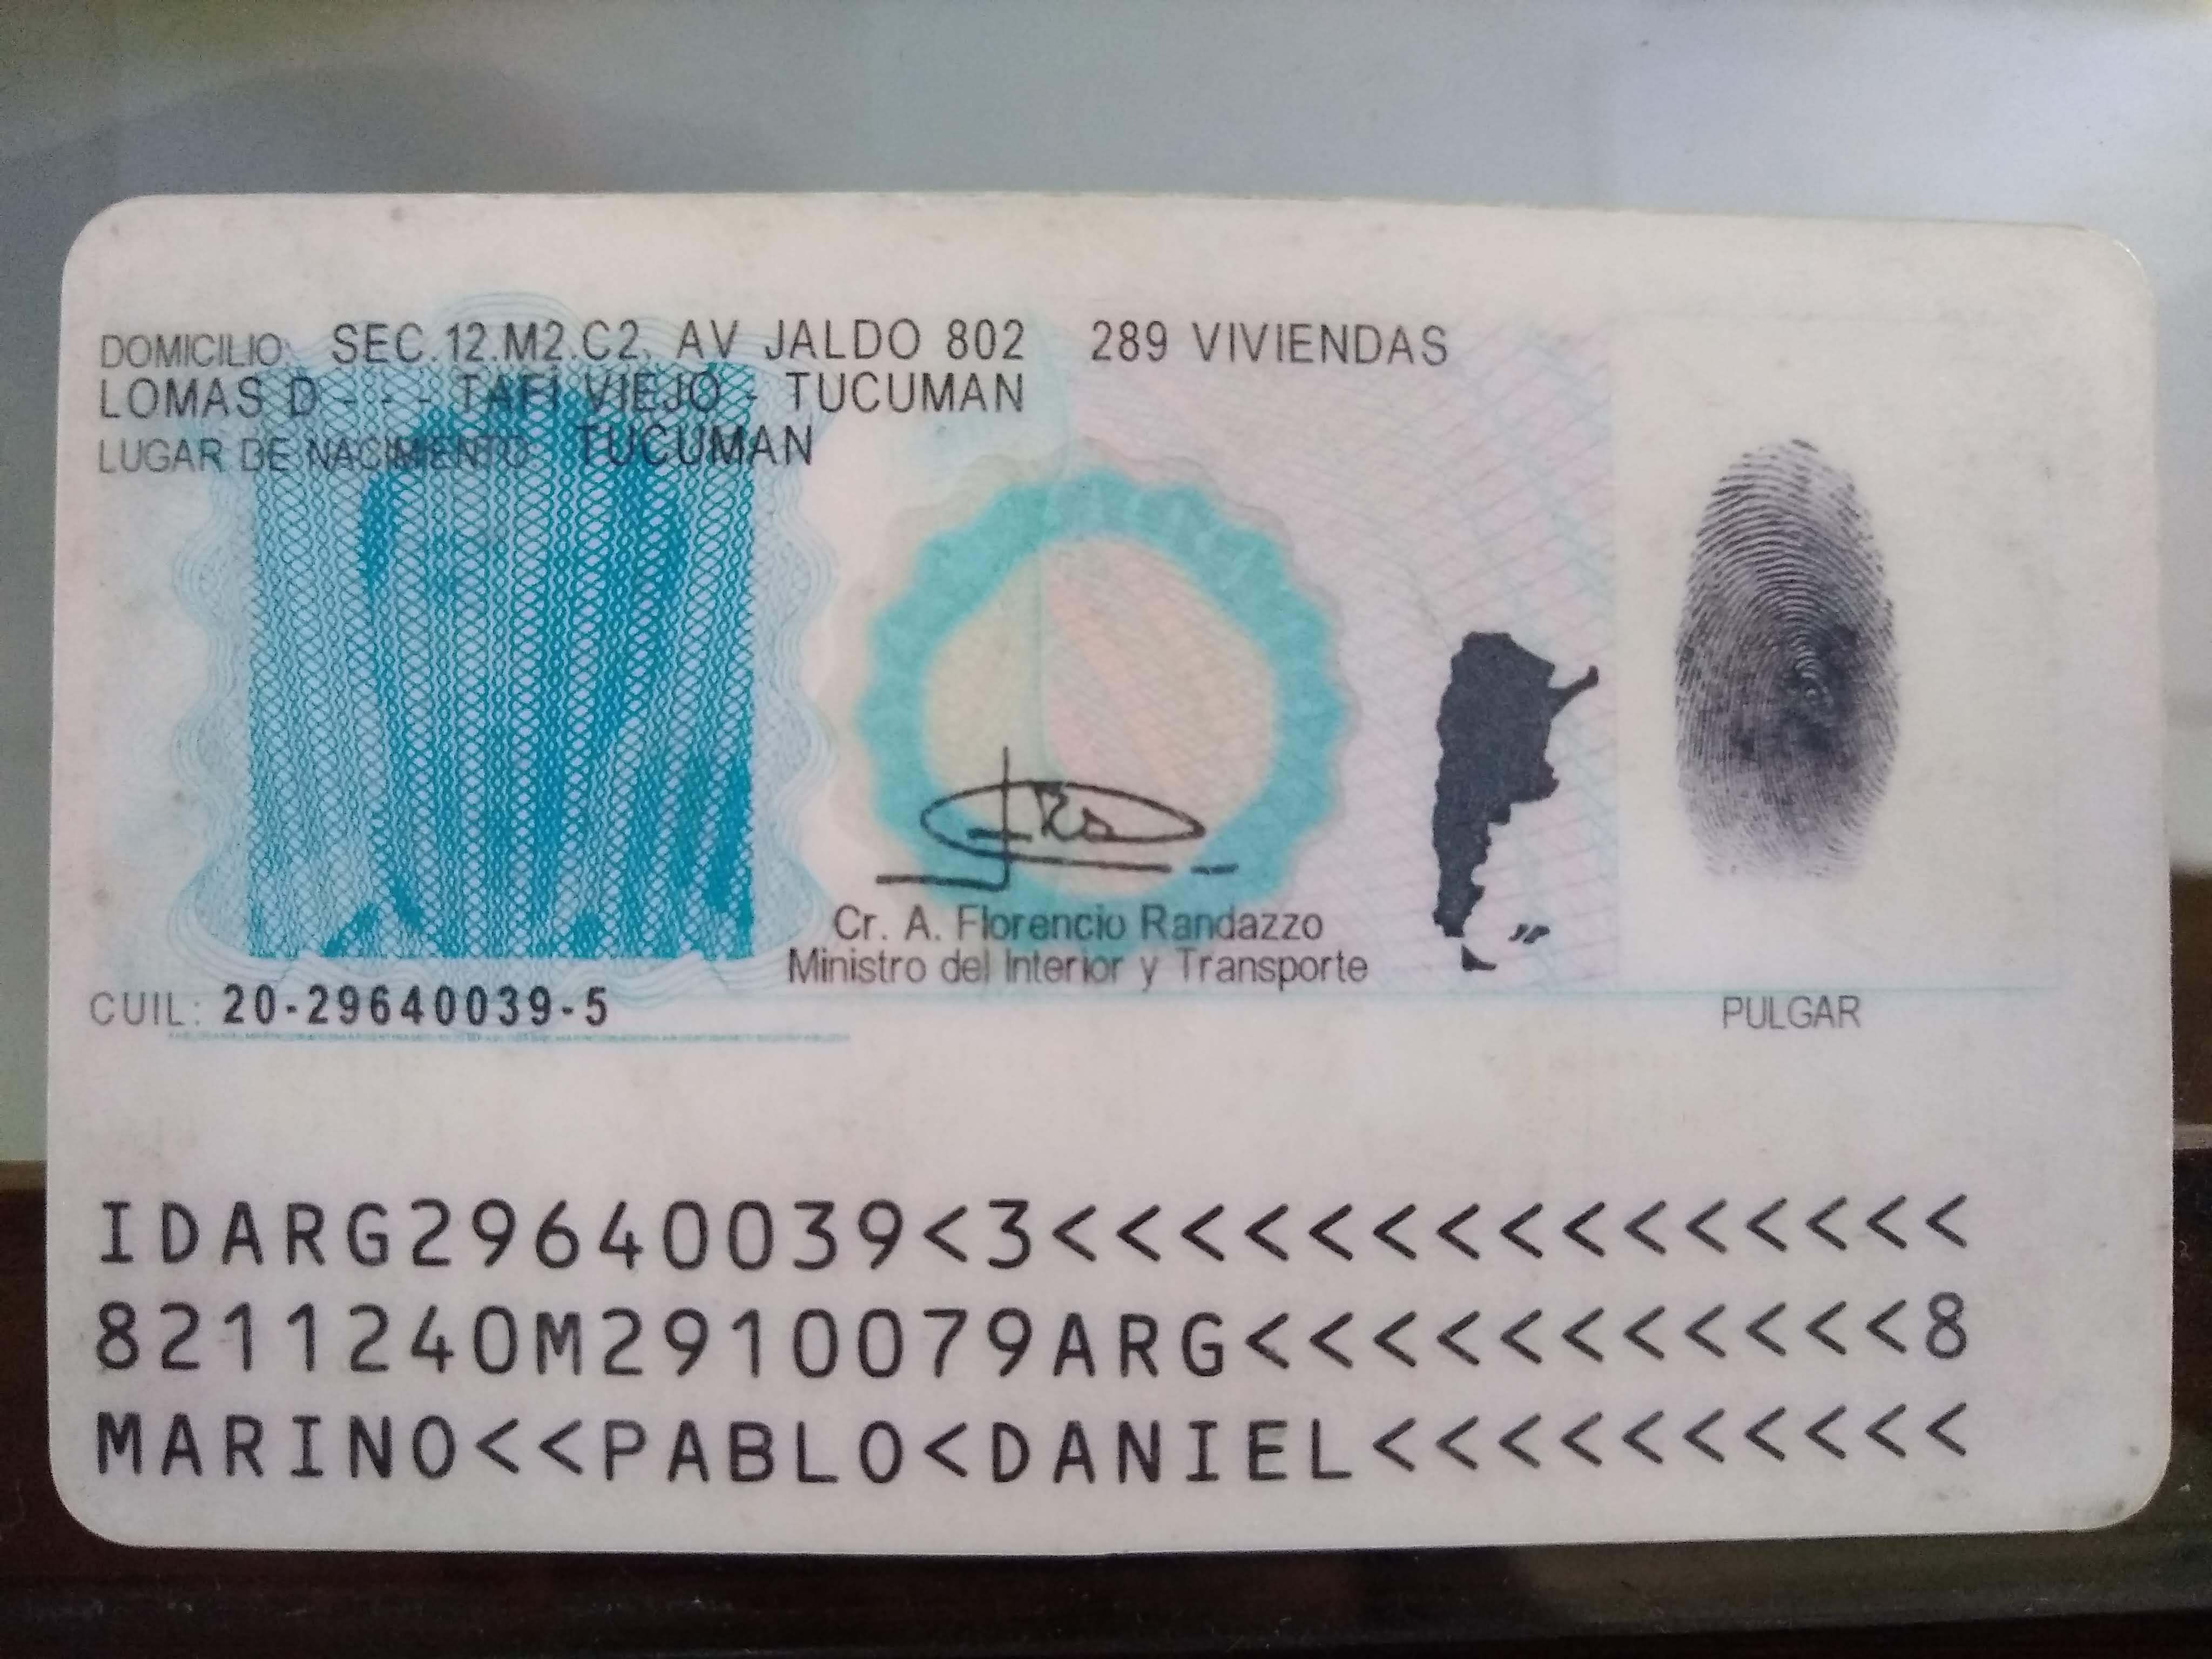 DOMICILIO: SEC.12.M2.C2. AV JALDO 802 289 VIVIENDAS
LOMAS D - - - TAFI VIEJO - TUCUMAN
LUGAR DE NACIMIENTO TUCUMAN
Cr. A. Florencio Randazzo
Ministro del Interior y Transporte
CUIL: 20-29640039-5
PULGAR
IDARG29640039<3<<<<<<<<<<<<<<<
8211240M2910079ARG<<<<<<<<<<<8
MARINO<<PABLO<DANIEL<<<<<<<<<<